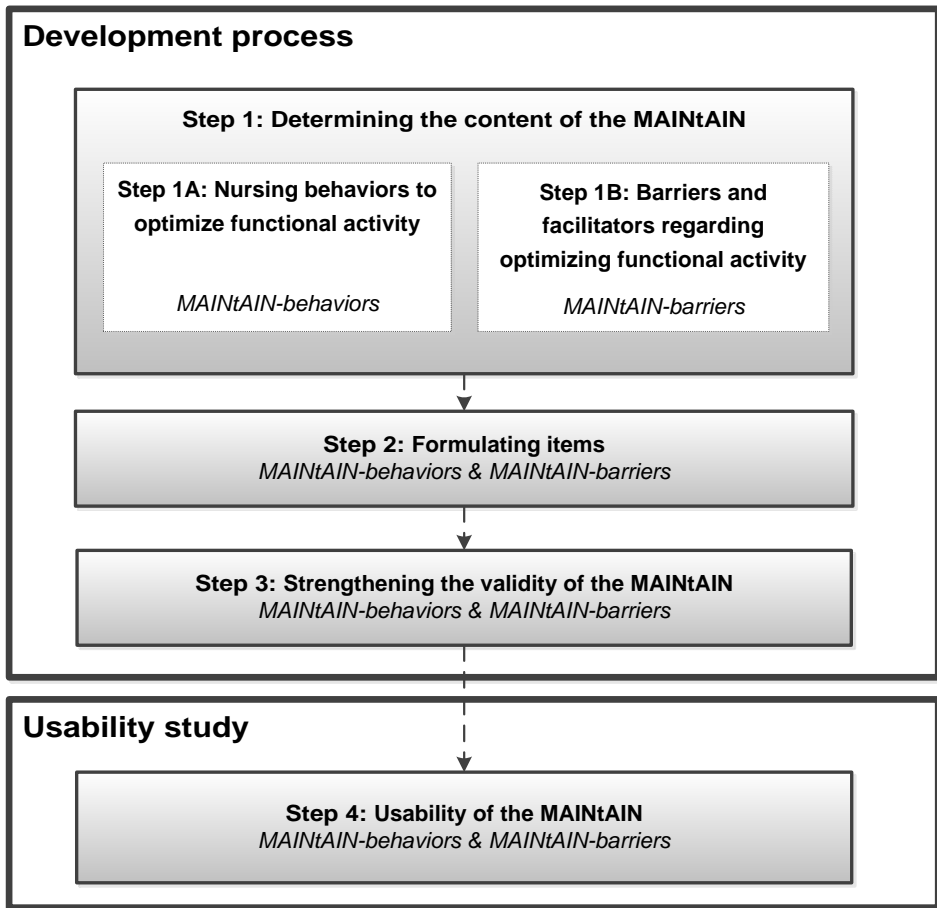 Development process
Step 1: Determining the content of the MAINtAIN
Step 1A: Nursing behaviors to
optimize functional activity
MAINtAIN-behaviors
Step 1B: Barriers and
facilitators regarding
optimizing functional activity
MAINtAIN-barriers
Step 2: Formulating items
MAINtAIN-behaviors & MAINtAIN-barriers
Step 3: Strengthening the validity of the MAINtAIN
MAINtAIN-behaviors & MAINtAIN-barriers
Usability study
Step 4: Usability of the MAINtAIN
MAINtAIN-behaviors & MAINtAIN-barriers